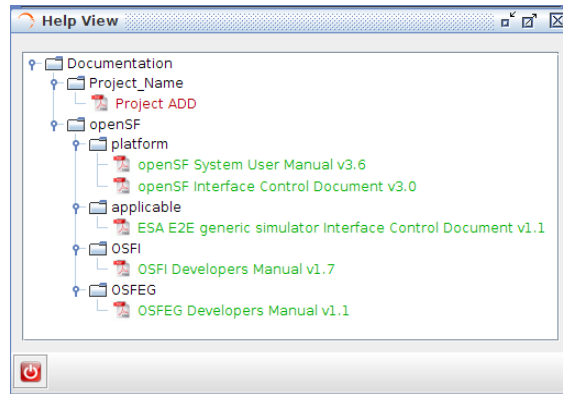 Help View
Documentation
Project_Name
Project ADD
openSF
platform
openSF System User Manual v3.6
openSF Interface Control Document v3.0
applicable
ESA E2E generic simulator Interface Control Document v1.1
OSFI
OSFI Developers Manual v1.7
OSFEG
OSFEG Developers Manual v1.1